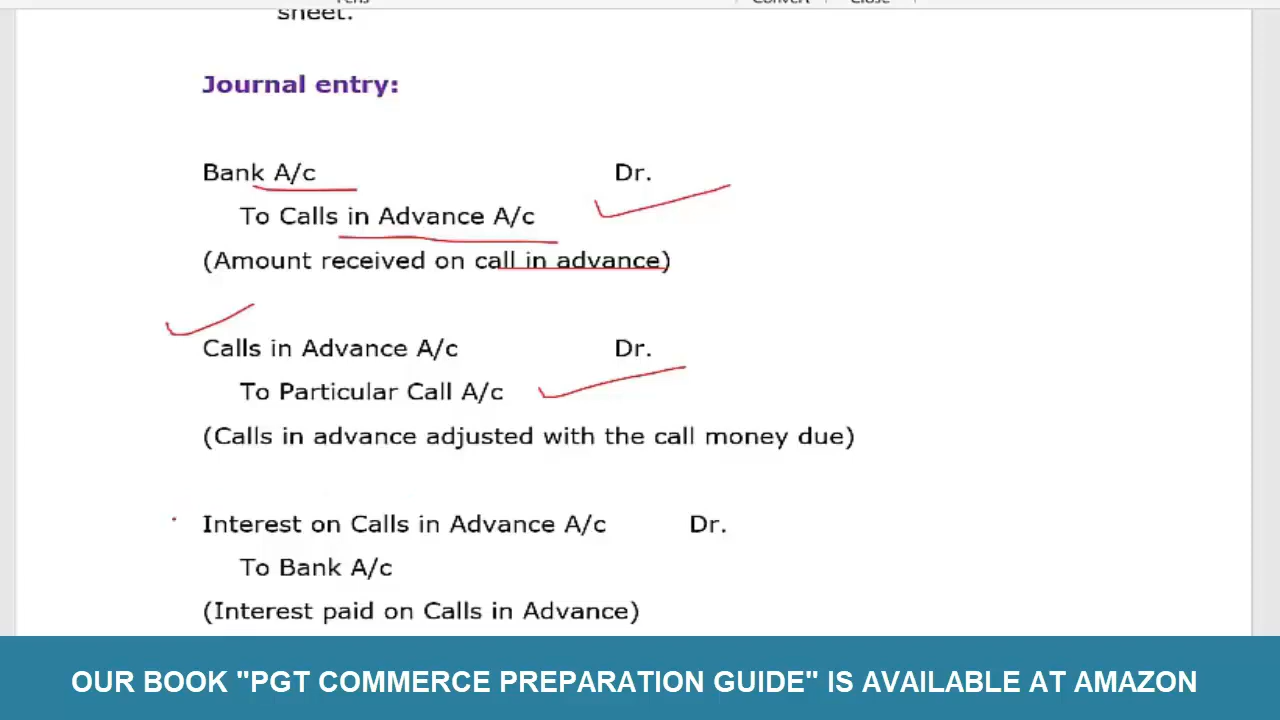 sheet.
Journal entry:
Bank A/c Dr.
To Calls in Advance A/c
(Amount received on call in advance)
Calls in Advance A/c Dr.
To Particular Call A/c
(Calls in advance adjusted with the call money due)
Interest on Calls in Advance A/c Dr.
To Bank A/c
(Interest paid on Calls in Advance)
OUR BOOK "PGT COMMERCE PREPARATION GUIDE" IS AVAILABLE AT AMAZON